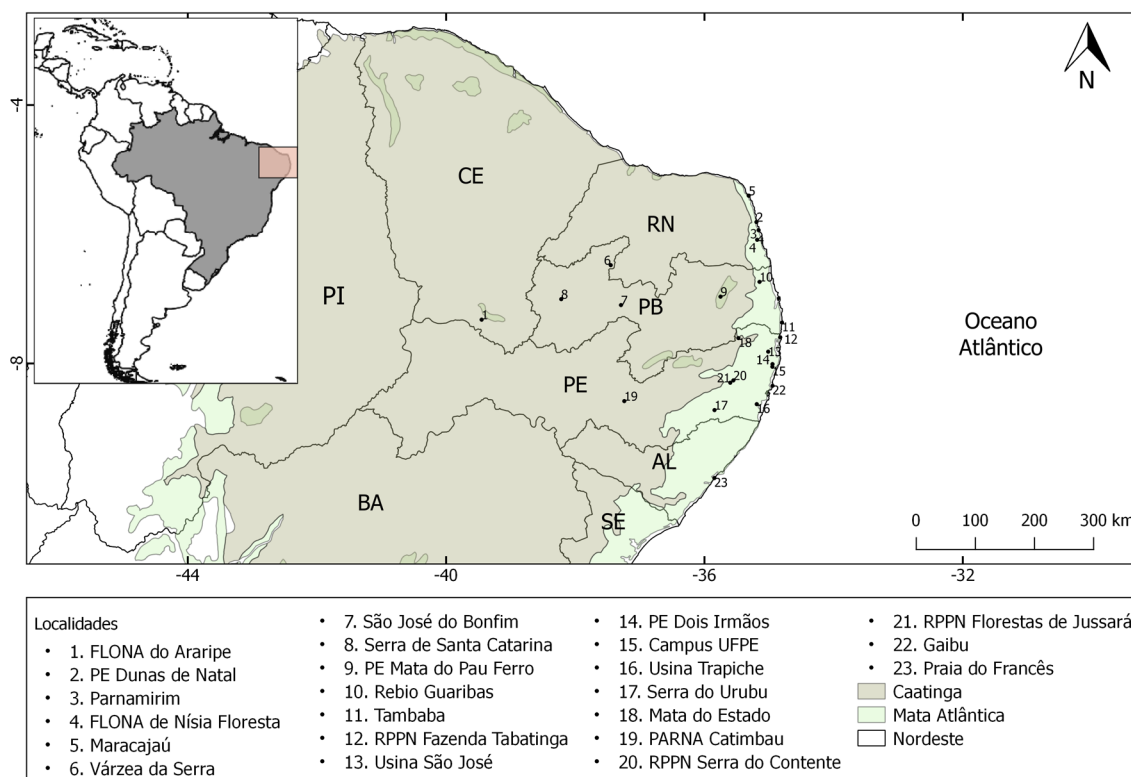 N
-4
-8
CE
RN
PI
PB
PE
AL
BA
SE
5
2
3
4
6
10
8
7
9
1
11
12
18
13
14
15
21
20
22
19
17
16
23
Oceano
Atlântico
0 100 200 300 km
-44 -40 -36 -32
Localidades
• 1. FLONA do Araripe
• 2. PE Dunas de Natal
• 3. Parnamirim
• 4. FLONA de Nísia Floresta
• 5. Maracajaú
• 6. Várzea da Serra
• 7. São José do Bonfim
• 8. Serra de Santa Catarina
• 9. PE Mata do Pau Ferro
• 10. Rebio Guaribas
• 11. Tambaba
• 12. RPPN Fazenda Tabatinga
• 13. Usina São José
• 14. PE Dois Irmãos
• 15. Campus UFPE
• 16. Usina Trapiche
• 17. Serra do Urubu
• 18. Mata do Estado
• 19. PARNA Catimbau
• 20. RPPN Serra do Contente
• 21. RPPN Florestas de Jussará
• 22. Gaibu
• 23. Praia do Francês
Caatinga
Mata Atlântica
Nordeste